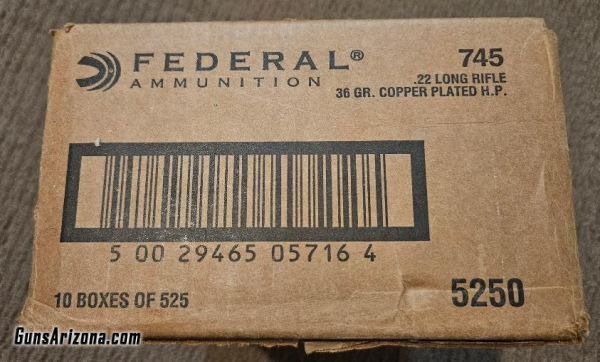 FEDERAL® 745
AMMUNITION .22 LONG RIFLE
36 GR. COPPER PLATED H.P.
5 00 29465 05716 4
10 BOXES OF 525 5250
GunsArizona.com